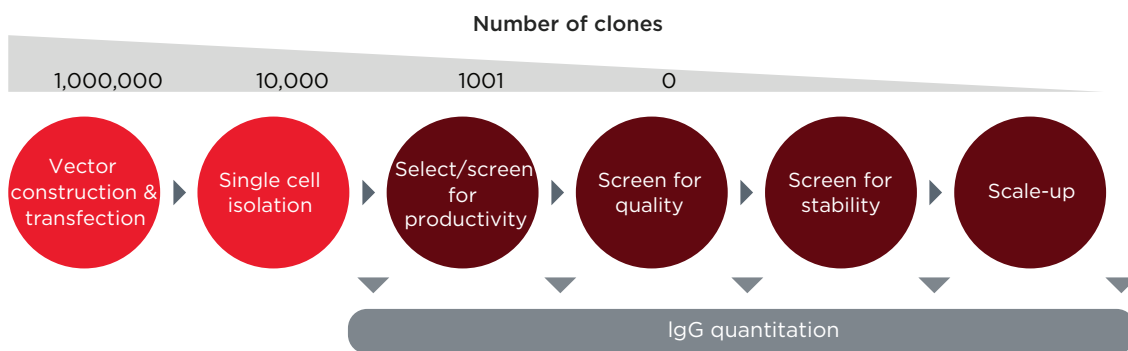 Number of clones
1,000,000 10,000 1001 0
Vector
construction &
transfection
Single cell
isolation
Select/screen
for
productivity
Screen for
quality
Screen for
stability
Scale-up
IgG quantitation